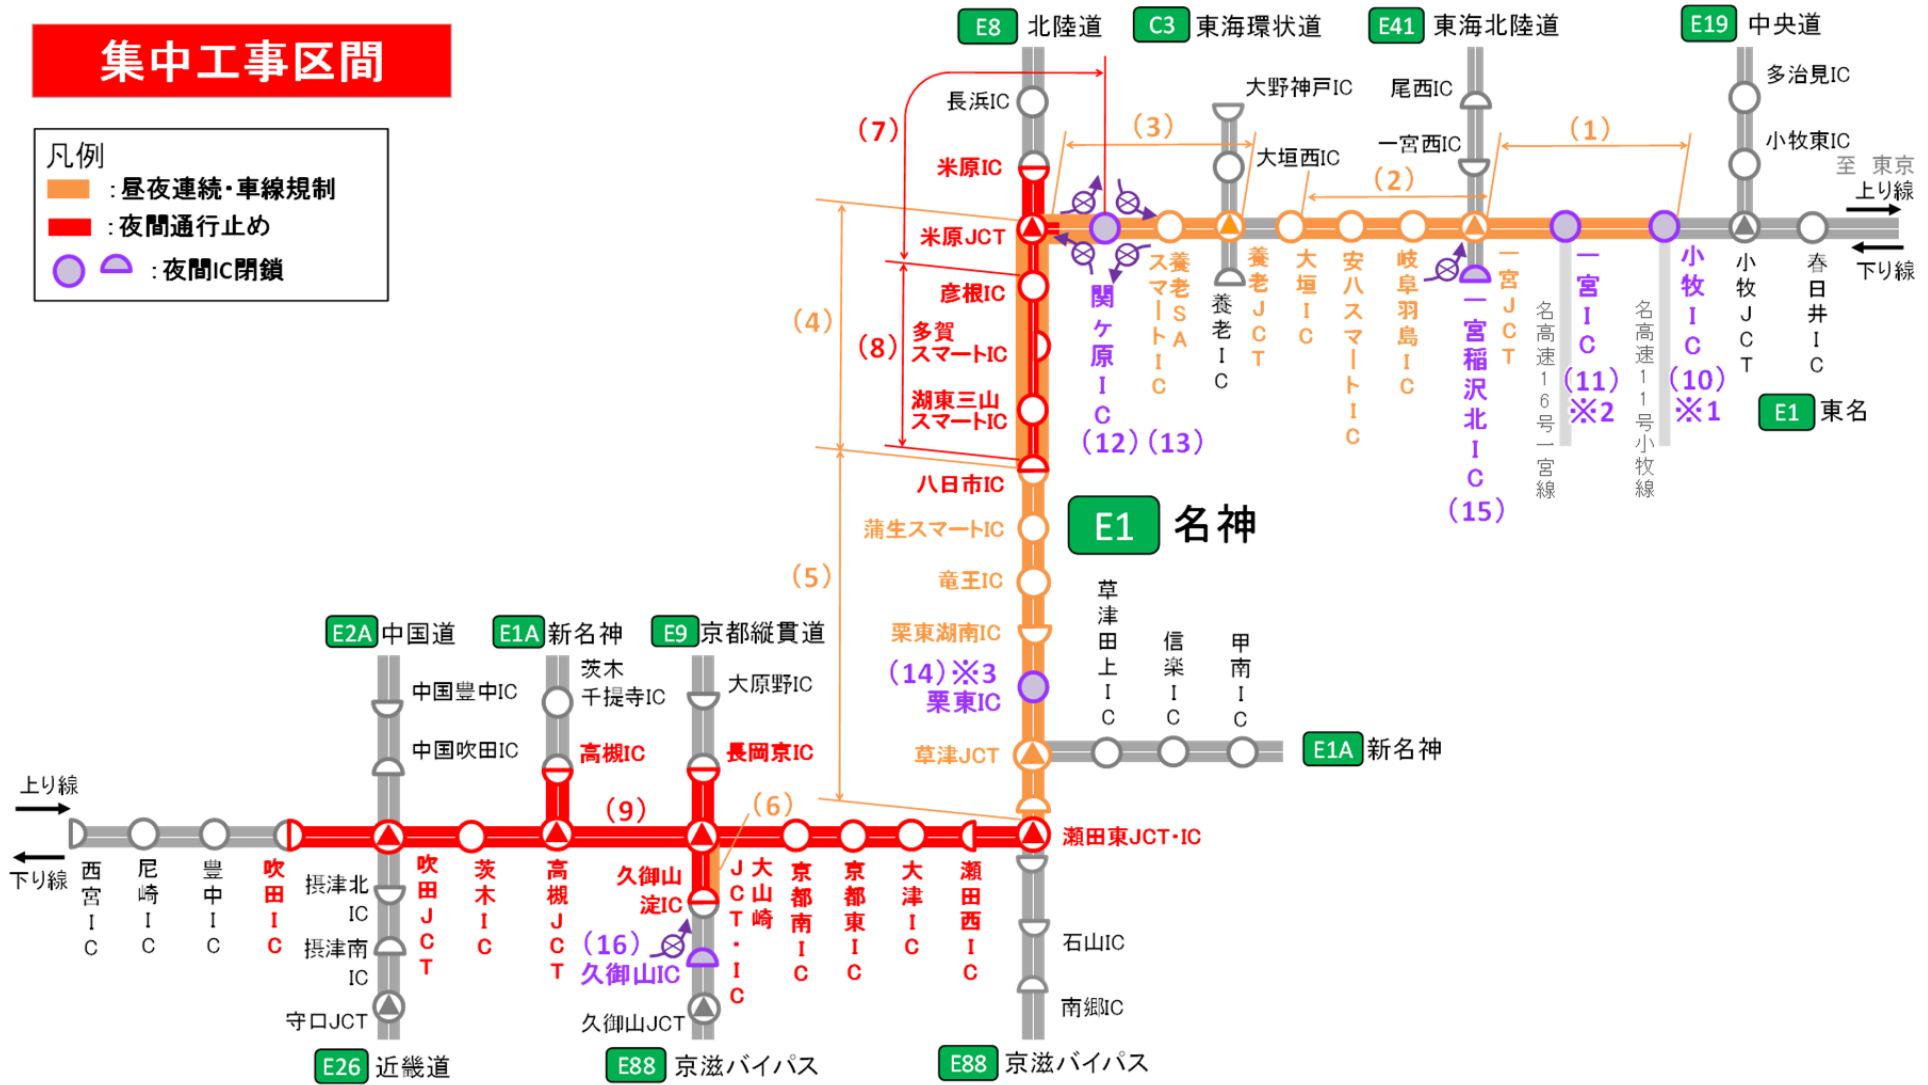 集中工事区間
凡例
：昼夜連続・車線規制
：夜間通行止め
：夜間IC閉鎖
E8 北陸道
C3 東海環状道
E41 東海北陸道
E19 中央道
長浜IC
米原IC
米原JCT
彦根IC
多賀
スマートIC
湖東三山
スマートIC
八日市IC
蒲生スマートIC
竜王IC
栗東湖南IC
(14)※3
栗東IC
草津JCT
瀬田東JCT・IC
(7)
(4)
(8)
(5)
(3)
(2)
(1)
大野神戸IC
大垣西IC
尾西IC
一宮西IC
多治見IC
小牧東IC
至 東京
上り線
下り線
関ヶ原IC
(12)(13)
養老SA
スマートIC
養老IC
養老JCT
大垣IC
安八スマートIC
岐阜羽島IC
一宮稲沢北IC
(15)
一宮JCT
名高速16号一宮線
一宮IC
(11)
※2
名高速11号小牧線
小牧IC
(10)
※1
小牧JCT
春日井IC
E1 東名
E1 名神
草津田上IC
信楽IC
甲南IC
E1A 新名神
E2A 中国道
E1A 新名神
E9 京都縦貫道
中国豊中IC
中国吹田IC
茨木
千提寺IC
高槻IC
大原野IC
長岡京IC
(9)
(6)
上り線
下り線
西宮IC
尼崎IC
豊中IC
吹田IC
摂津北
IC
摂津南
IC
守口JCT
吹田JCT
茨木IC
高槻JCT
久御山
淀IC
(16)
久御山IC
久御山JCT
大山崎
JCT・IC
京都南IC
京都東IC
大津IC
瀬田西IC
石山IC
南郷IC
E26 近畿道
E88 京滋バイパス
E88 京滋バイパス